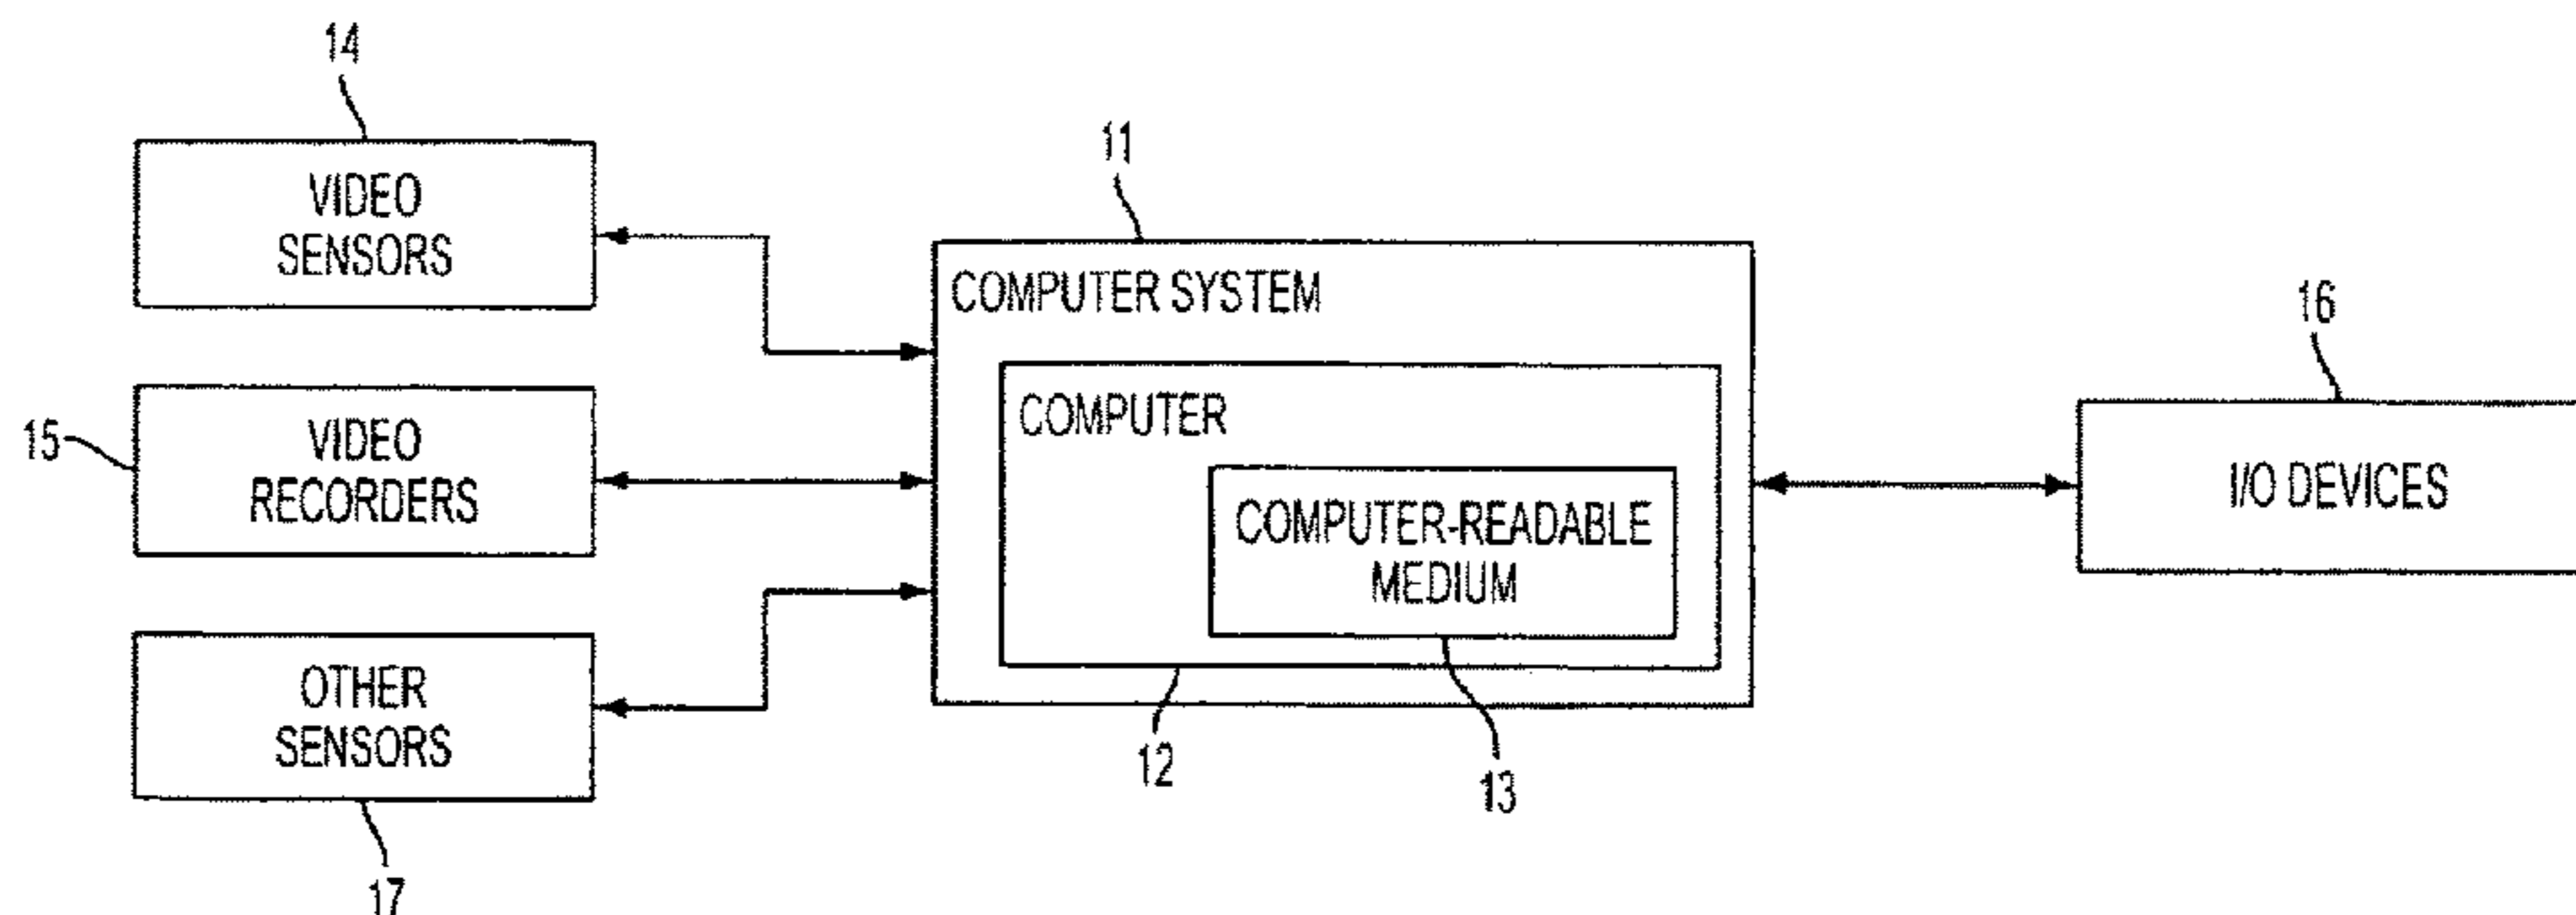 14
VIDEO
SENSORS
11
COMPUTER SYSTEM
16
15
VIDEO
RECORDERS
COMPUTER
COMPUTER-READABLE
MEDIUM
I/O DEVICES
OTHER
SENSORS
12
13
17